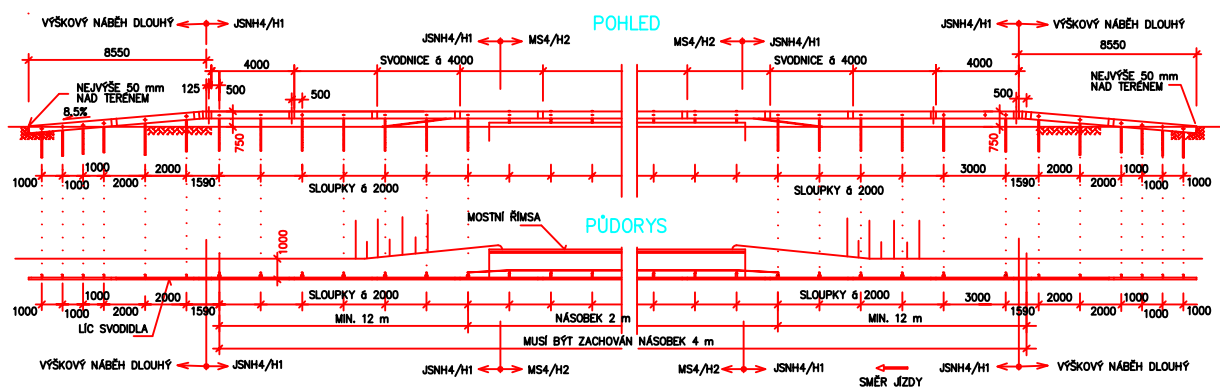 POHLED
VÝŠKOVÝ NÁBĚH DLOUHÝ JSNH4/H1
JSNH4/H1 MS4/H2
MS4/H2 JSNH4/H1
JSNH4/H1 VÝŠKOVÝ NÁBĚH DLOUHÝ
8550
4000
SVODNICE á 4000
SVODNICE á 4000
4000
8550
NEJVÝŠE 50 mm
NAD TERÉNEM
125
500
500
8,5%
750
500
750
NEJVÝŠE 50 mm
NAD TERÉNEM
1000
1000
1000
2000
2000
1590
SLOUPKY á 2000
SLOUPKY á 2000
3000
1590
2000
2000
1000
1000
1000
PŮDORYS
MOSTNÍ ŘÍMSA
1000
1000
1000
1000
2000
2000
1590
SLOUPKY á 2000
SLOUPKY á 2000
3000
1590
2000
2000
1000
1000
1000
LÍC SVODIDLA
MIN. 12 m
NÁSOBEK 2 m
MIN. 12 m
MUSÍ BÝT ZACHOVÁN NÁSOBEK 4 m
VÝŠKOVÝ NÁBĚH DLOUHÝ JSNH4/H1
JSNH4/H1 MS4/H2
MS4/H2 JSNH4/H1
JSNH4/H1 VÝŠKOVÝ NÁBĚH DLOUHÝ
SMĚR JÍZDY